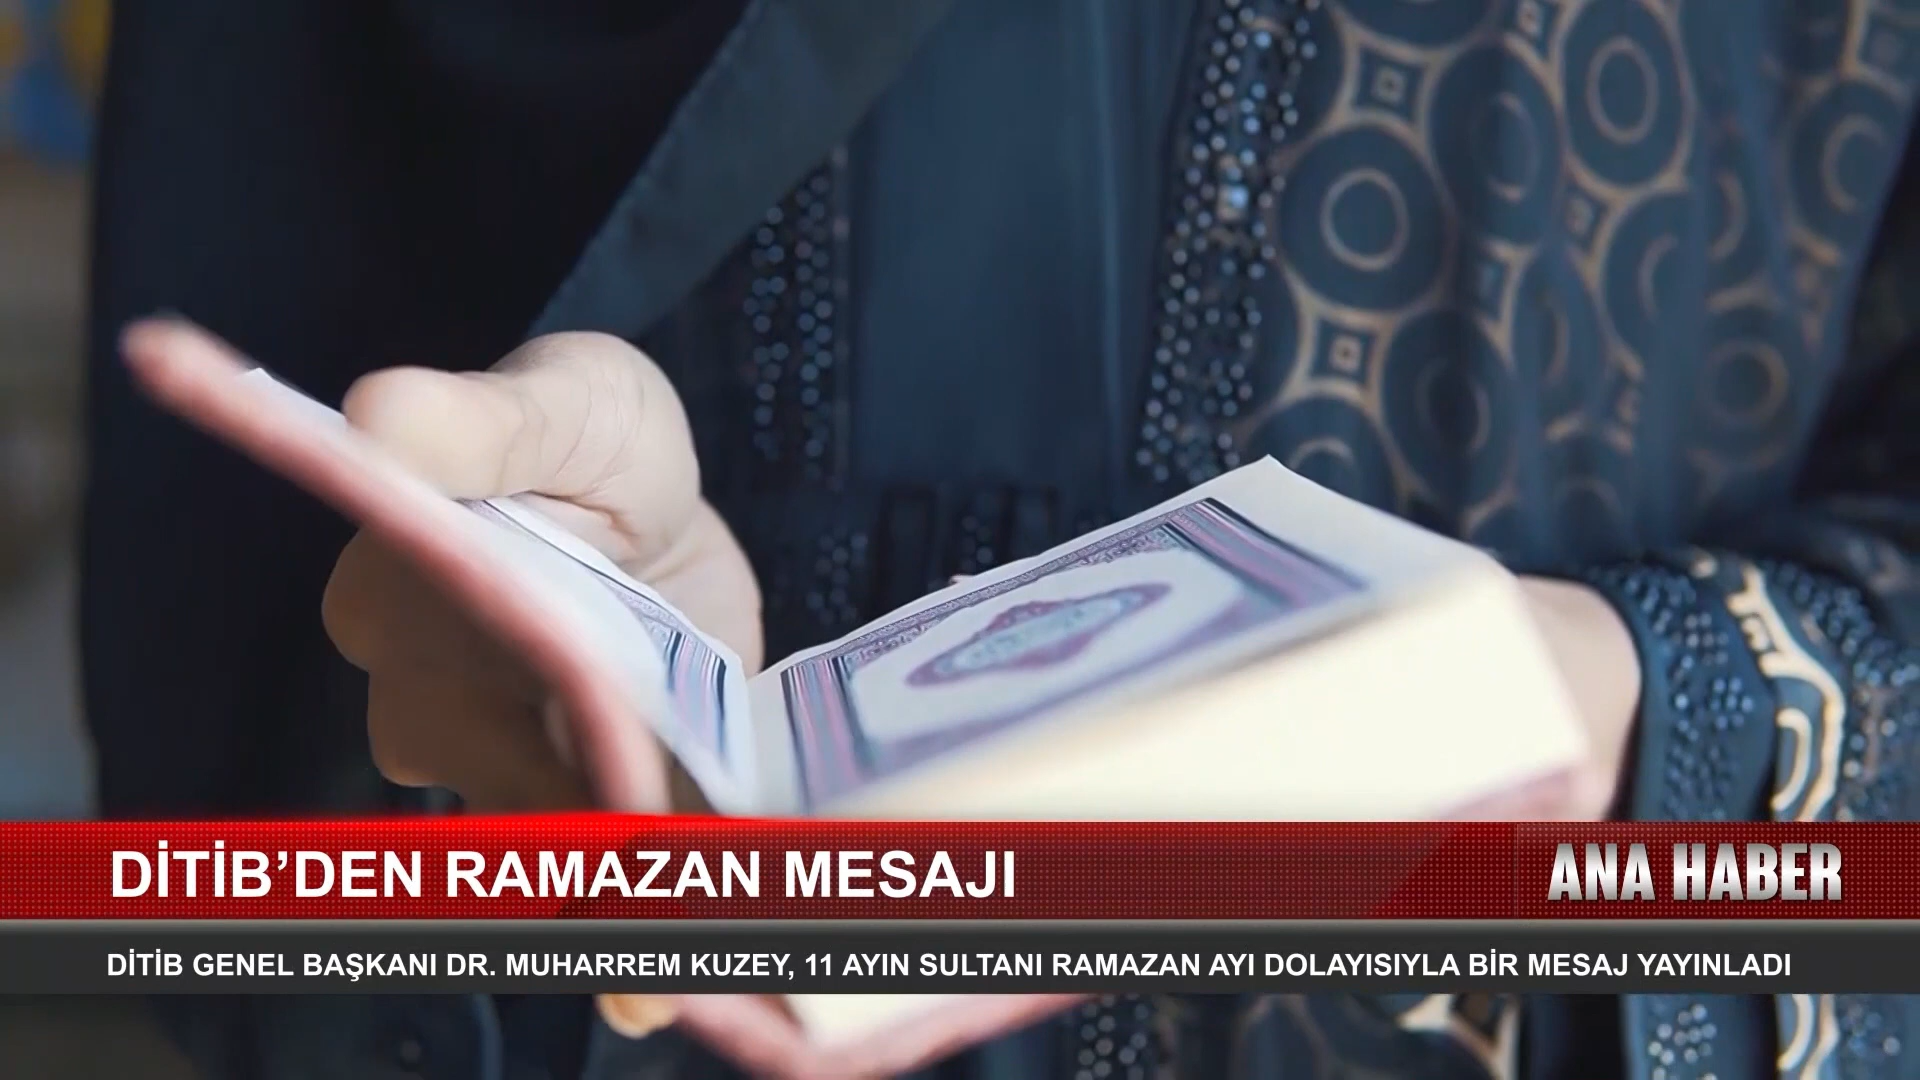 DİTİB’DEN RAMAZAN MESAJI
ANA HABER
DİTİB GENEL BAŞKANI DR. MUHARREM KUZEY, 11 AYIN SULTANI RAMAZAN AYI DOLAYISIYLA BİR MESAJ YAYINLADI